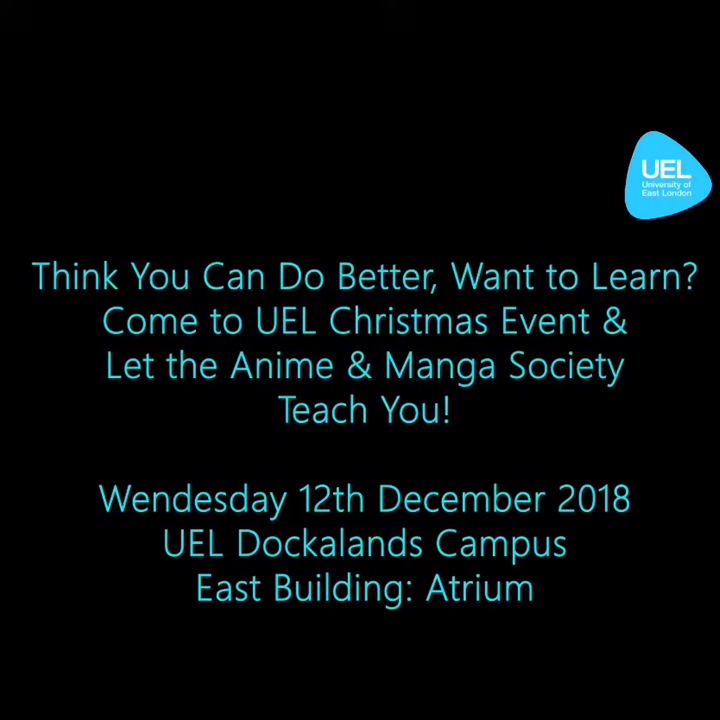 UEL
University of
East London
Think You Can Do Better, Want to Learn?
Come to UEL Christmas Event &
Let the Anime & Manga Society
Teach You!
Wendesday 12th December 2018
UEL Dockalands Campus
East Building: Atrium